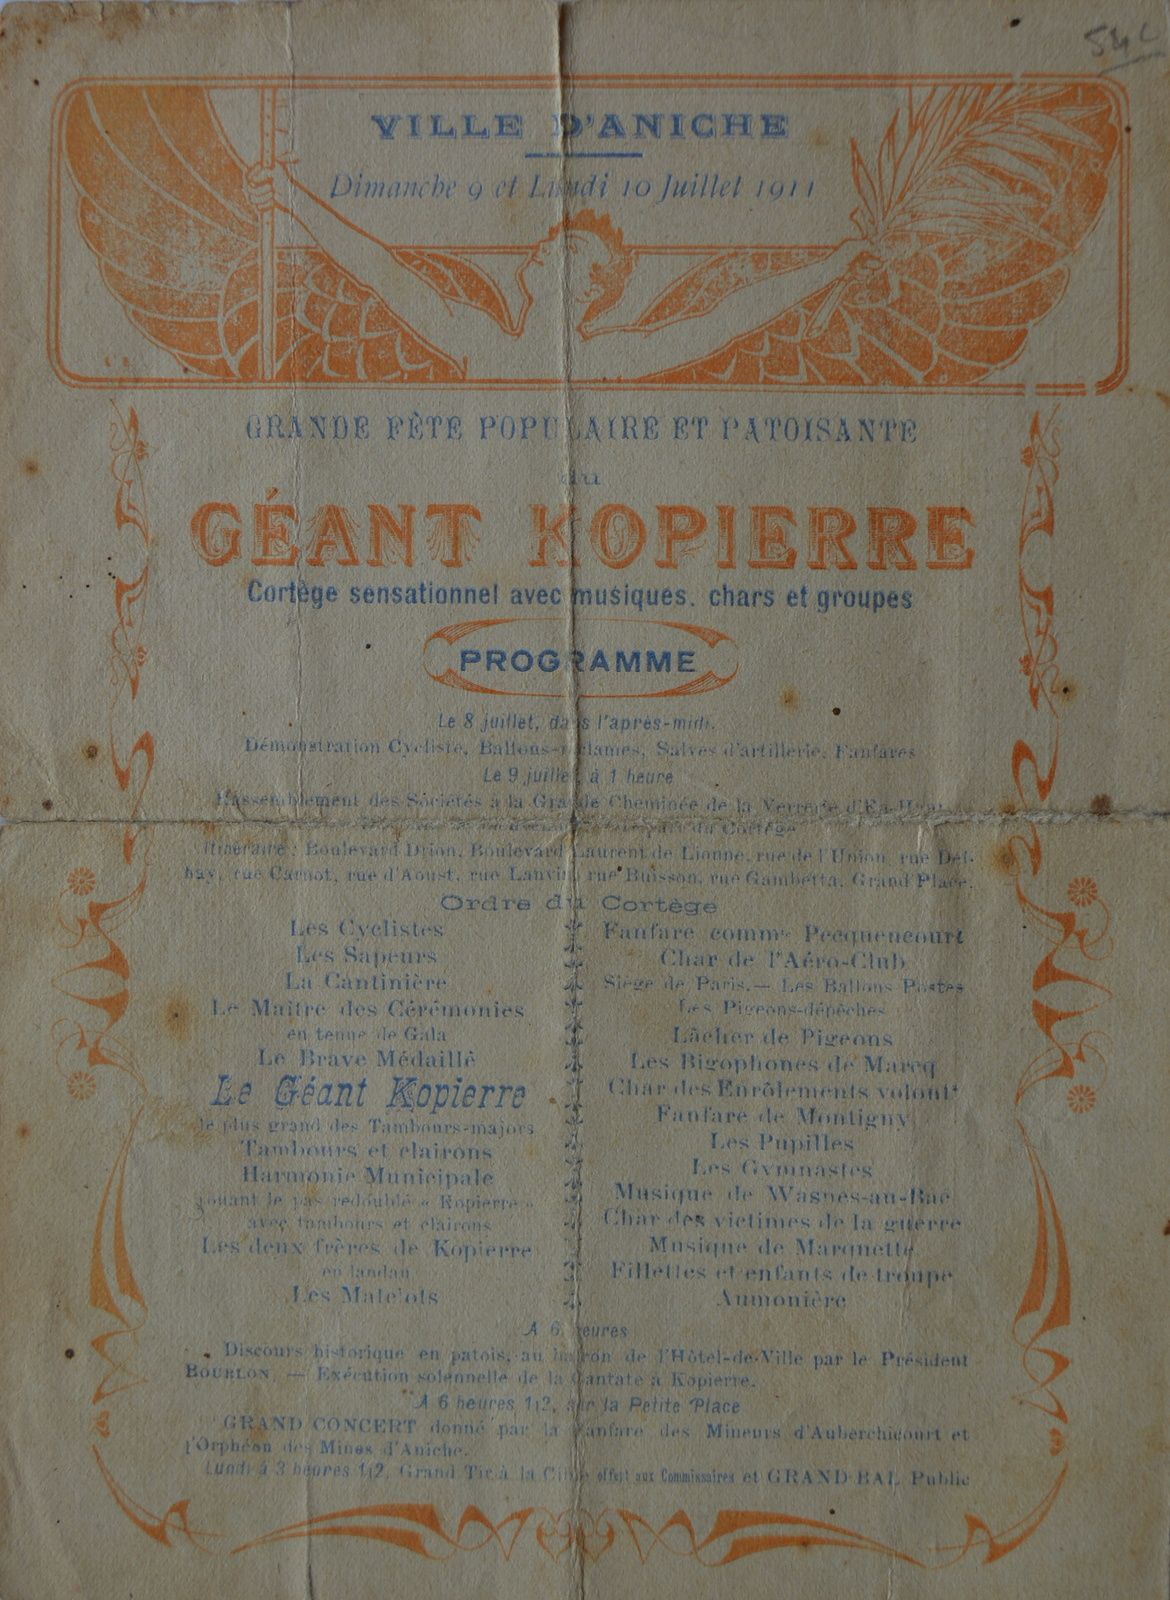 VILLE D'ANICHE
Dimanche 9 et Lundi 10 Juillet 1911
GRANDE FÊTE POPULAIRE ET PATOISANTE
du
GÉANT KOPIERRE
Cortège sensationnel avec musiques, chars et groupes
PROGRAMME
Le 8 juillet, dans l'après-midi.
Démonstration Cycliste, Ballons-réclames, Salves d'artillerie, Fanfares
Le 9 juillet, à 1 heure
Rassemblement des Sociétés à la Grande Cheminée de la Verrerie d'En-Haut
du Cortège
Itinéraire : Boulevard Drion, Boulevard Laurent de Lionne, rue de l'Union, rue Del-
hay, rue Carnot, rue d'Aoust, rue Lanvin, rue Buisson, rue Gambetta, Grand'Place.
Ordre du Cortège
Les Cyclistes
Les Sapeurs
La Cantinière
Le Maître des Cérémonies
en tenue de Gala
Le Brave Médaillé
Le Géant Kopierre
le plus grand des Tambours-majors
Tambours et clairons
Harmonie Municipale
jouant le pas redoublé « Kopierre »
avec tambours et clairons
Les deux frères de Kopierre
en landau
Les Matelots
Fanfare comme Pecquencourt
Char de l'Aéro-Club
Siège de Paris. — Les Ballons Postes
Les Pigeons-dépêches
Lâcher de Pigeons
Les Bigophones de Marcq
Char des Enrôlements volontt
Fanfare de Montigny
Les Pupilles
Les Gymnastes
Musique de Wasnes-au-Bac
Char des victimes de la guerre
Musique de Marquette
Fillettes et enfants de troupe
Aumonière
A 6 heures
Discours historique en patois, au balcon de l'Hôtel-de-Ville par le Président
BOURLON. — Exécution solennelle de la Cantate à Kopierre.
A 6 heures 1/2, sur la Petite Place
GRAND CONCERT donné par la Fanfare des Mineurs d'Auberchicourt et
l'Orphéon des Mines d'Aniche.
Lundi à 3 heures 1/2, Grand Tir à la Cible offert aux Commissaires et GRAND BAL Public